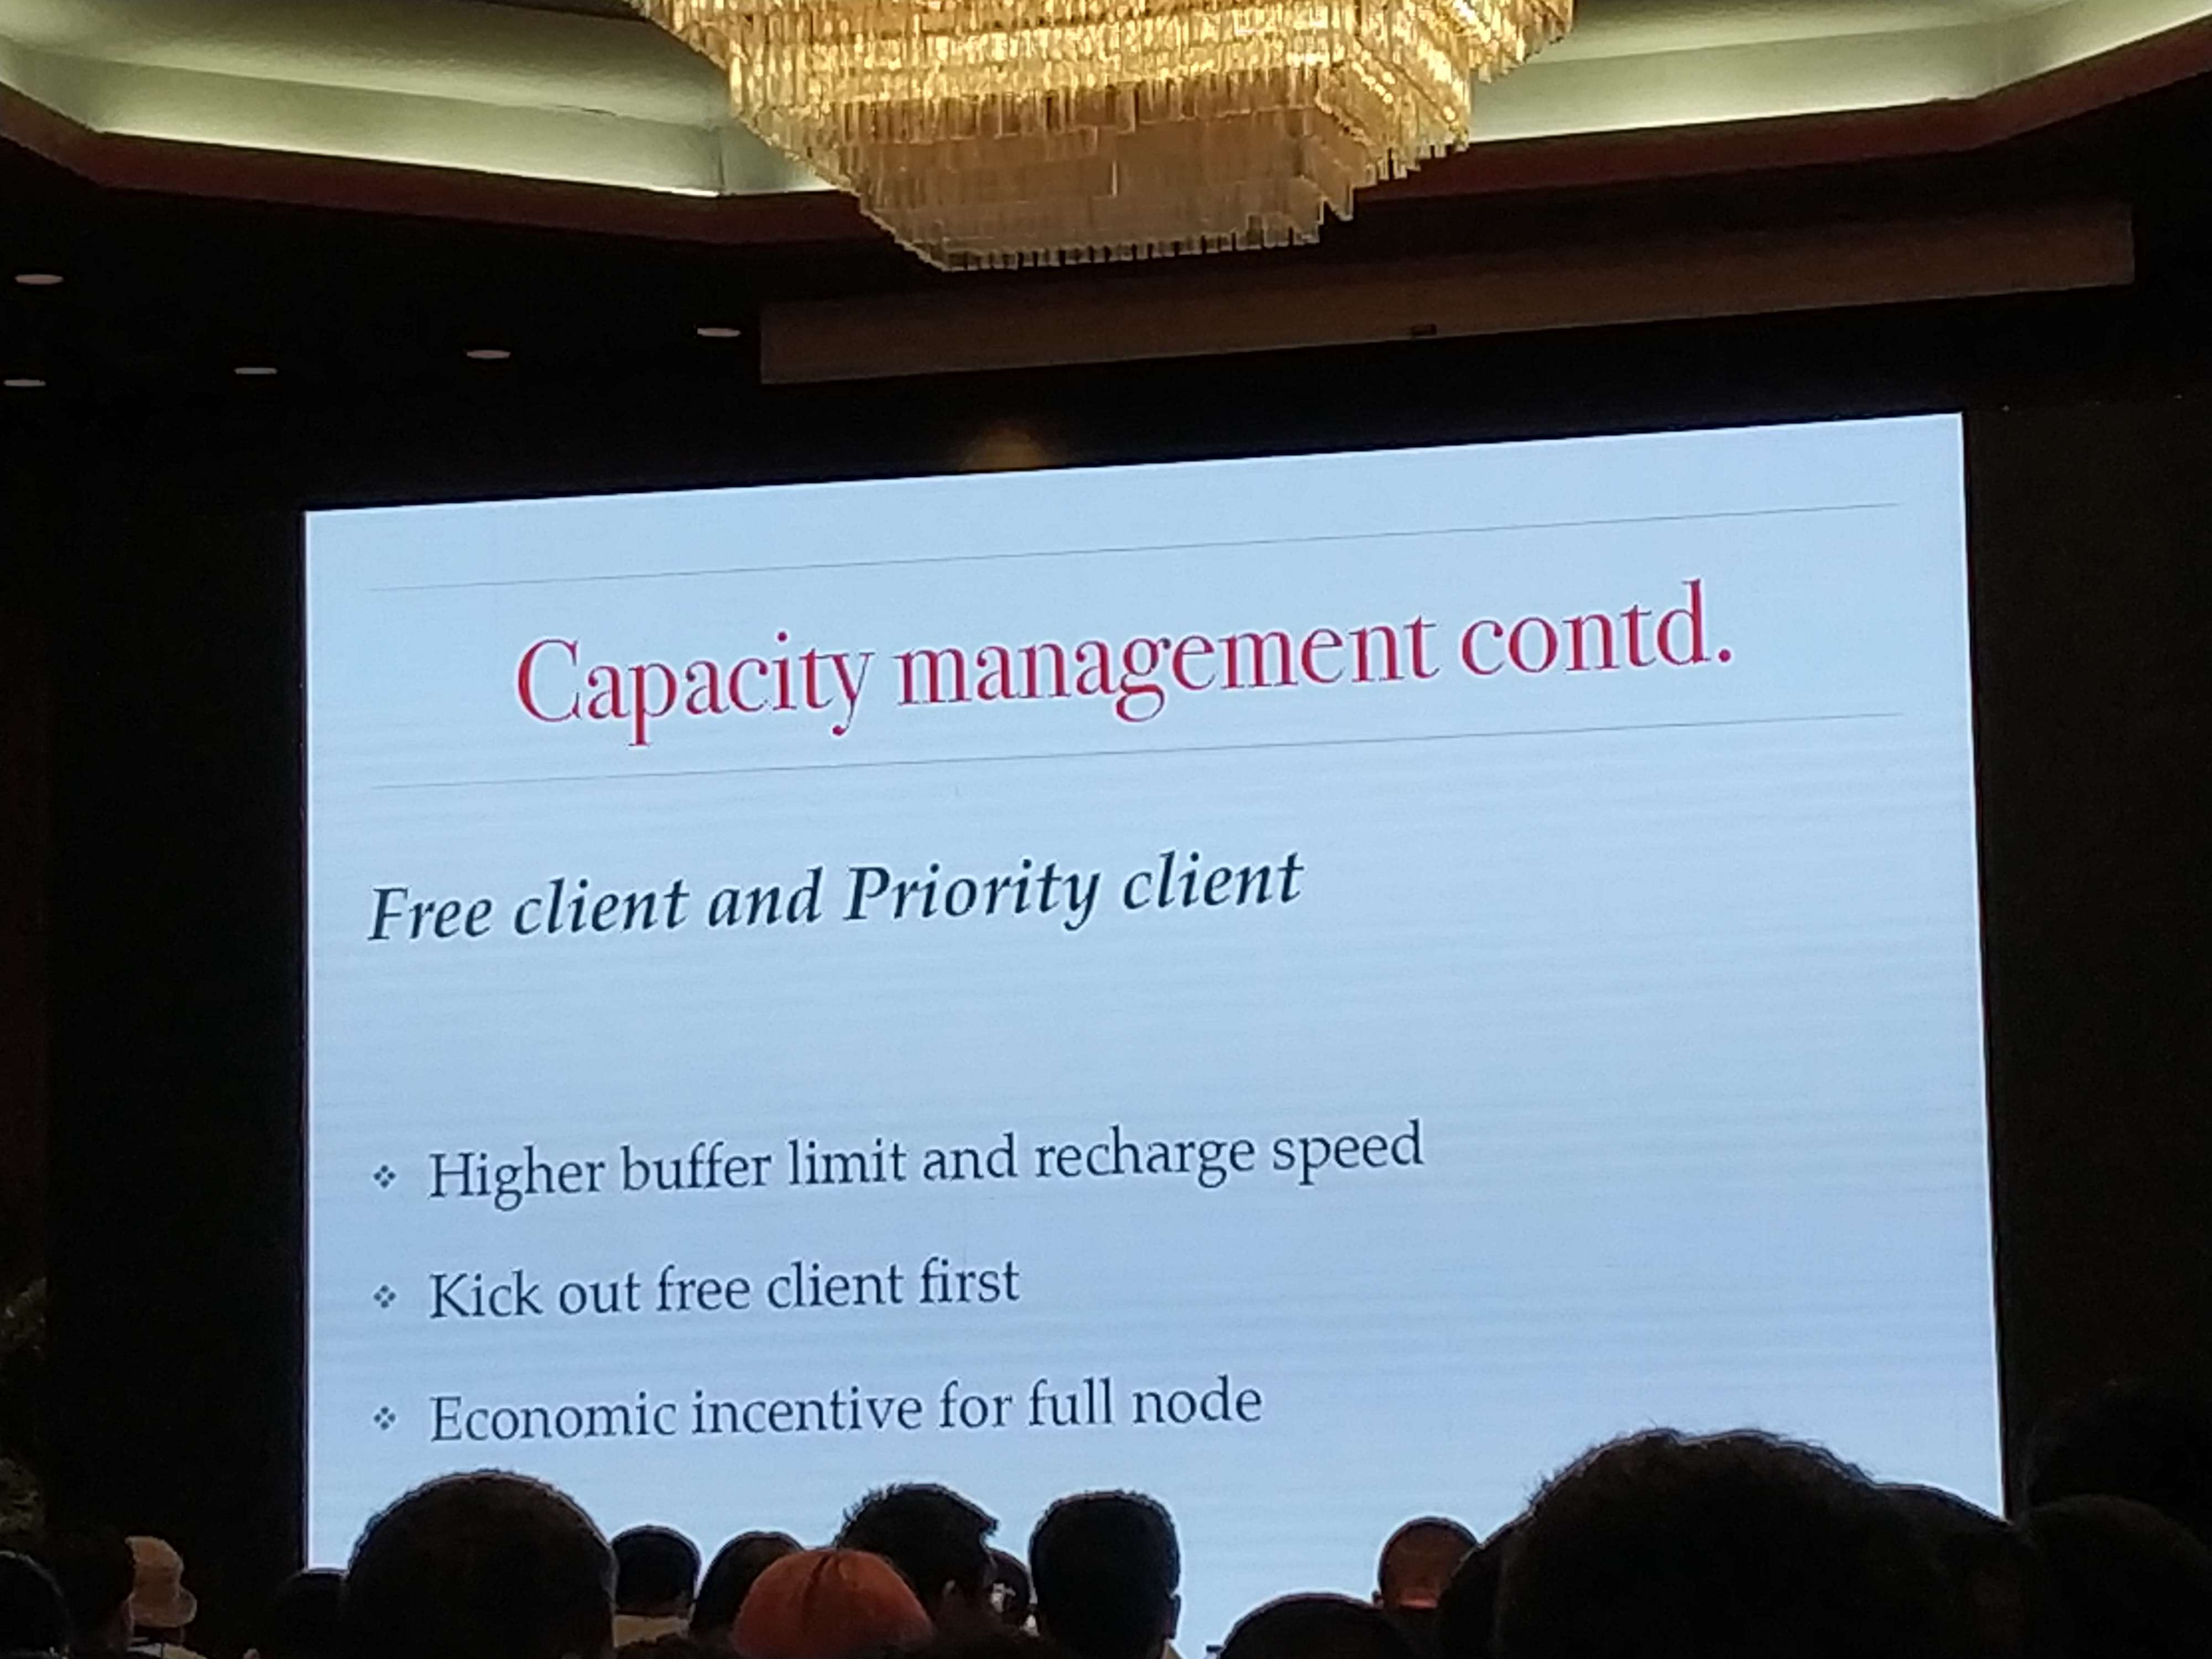 Capacity management contd.
Free client and Priority client
❖ Higher buffer limit and recharge speed
❖ Kick out free client first
❖ Economic incentive for full node